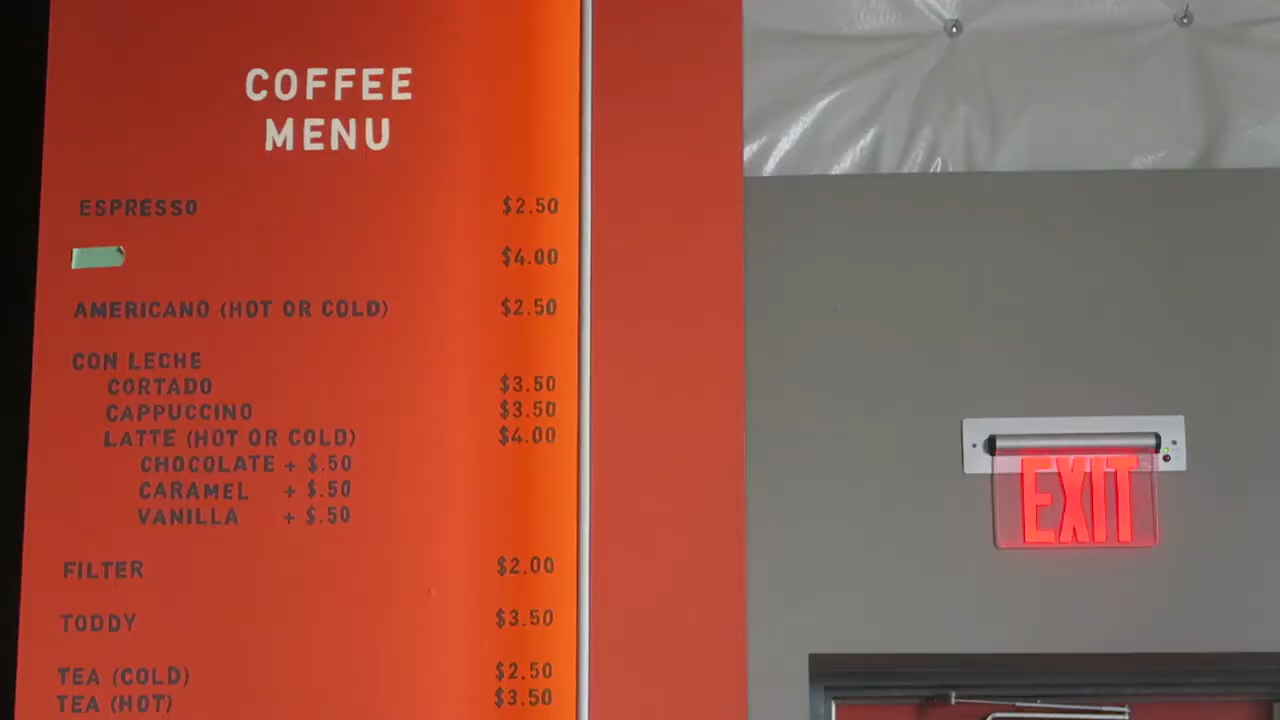 COFFEE
MENU
ESPRESSO $2.50
$4.00
AMERICANO (HOT OR COLD) $2.50
CON LECHE
CORTADO $3.50
CAPPUCCINO $3.50
LATTE (HOT OR COLD) $4.00
CHOCOLATE + $.50
CARAMEL + $.50
VANILLA + $.50
FILTER $2.00
TODDY $3.50
TEA (COLD) $2.50
TEA (HOT) $3.50
EXIT